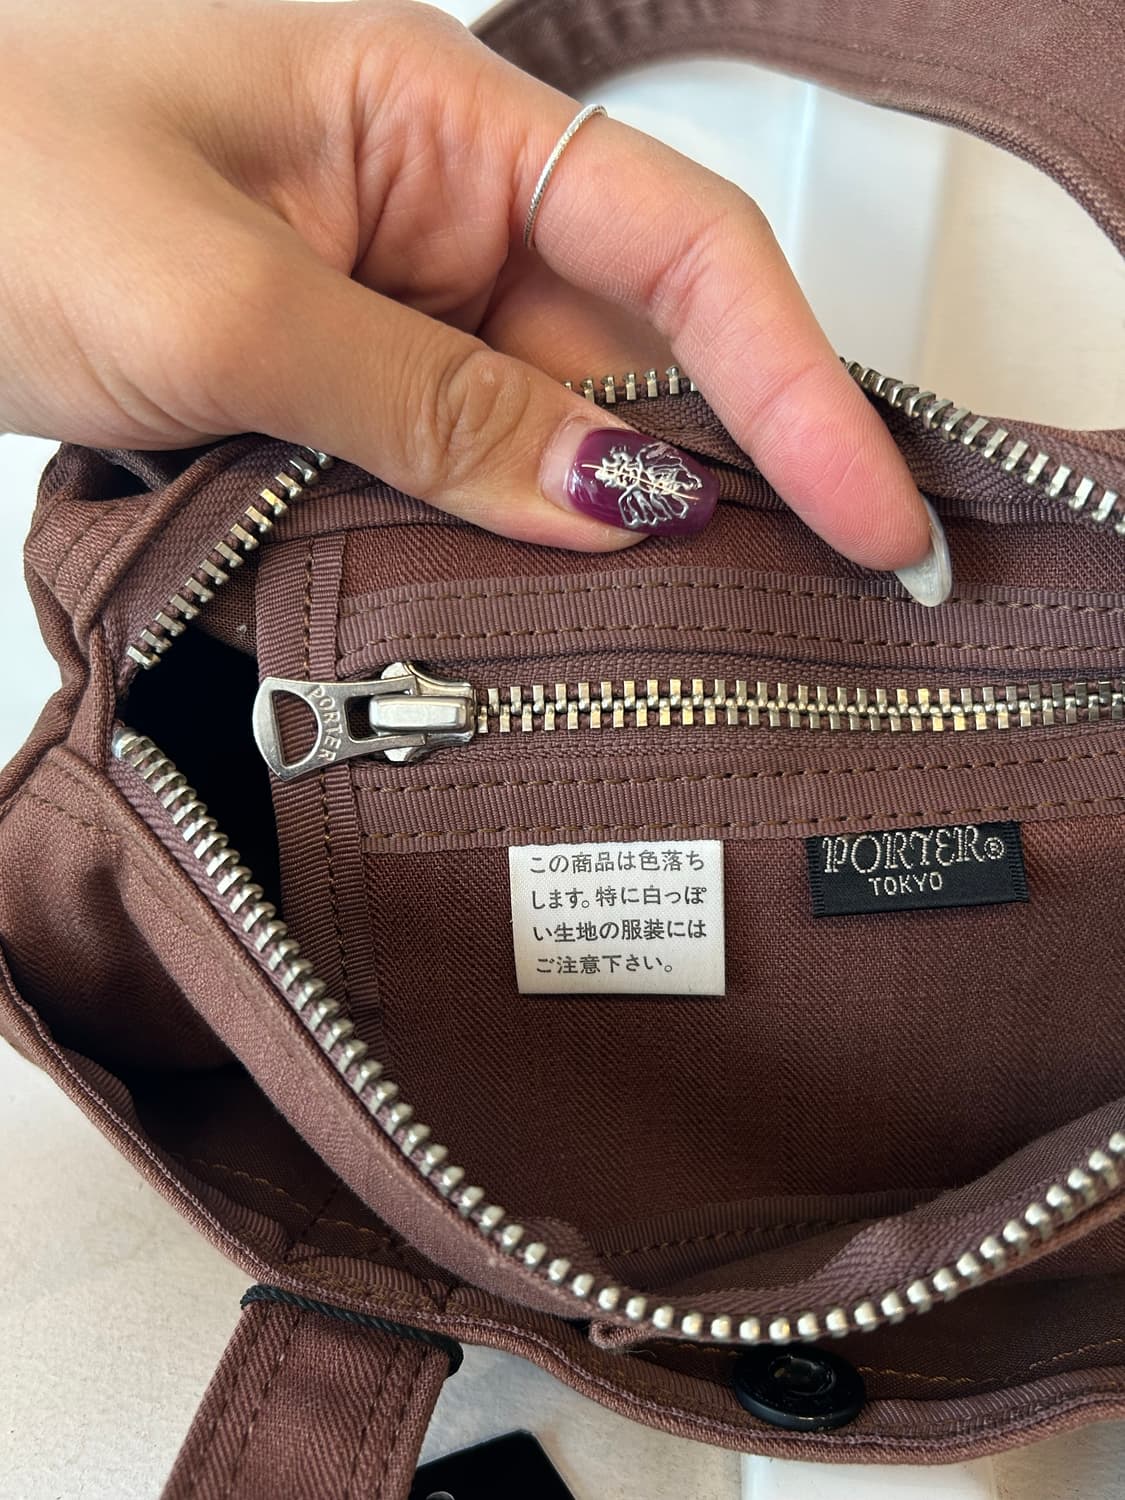 PORTER
この商品は色落ち
します。特に白っぽ
い生地の服装には
ご注意下さい。
PORTER®
TOKYO